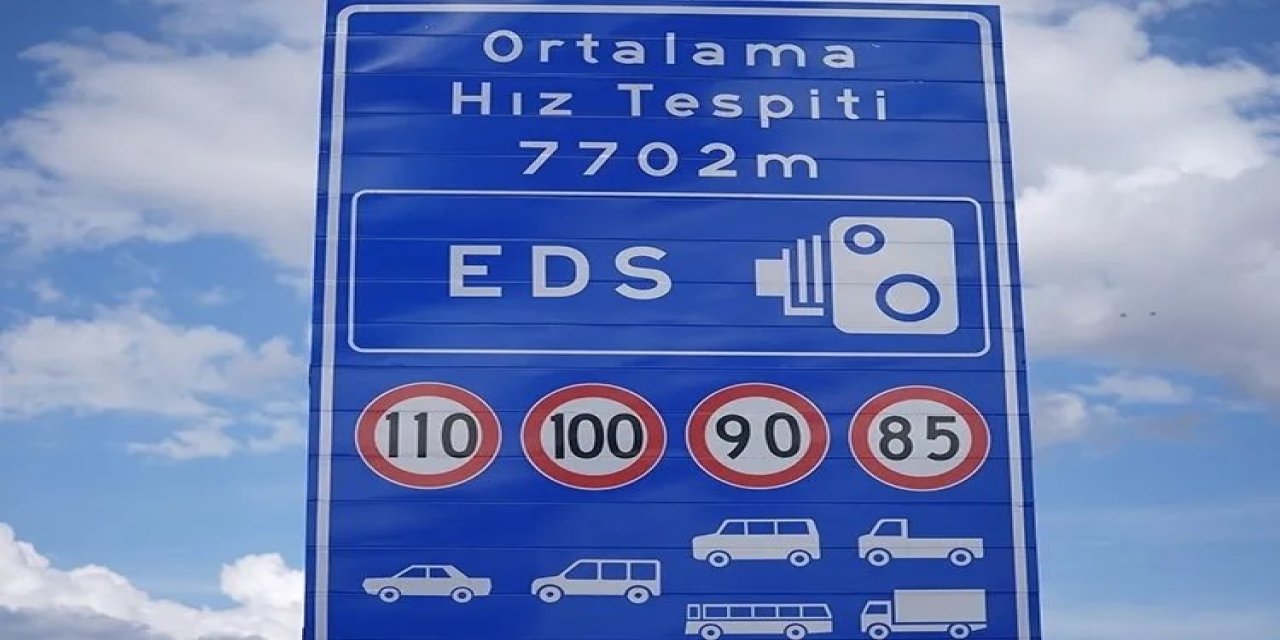 Ortalama
Hız Tespiti
7702m
EDS
110 100 90 85